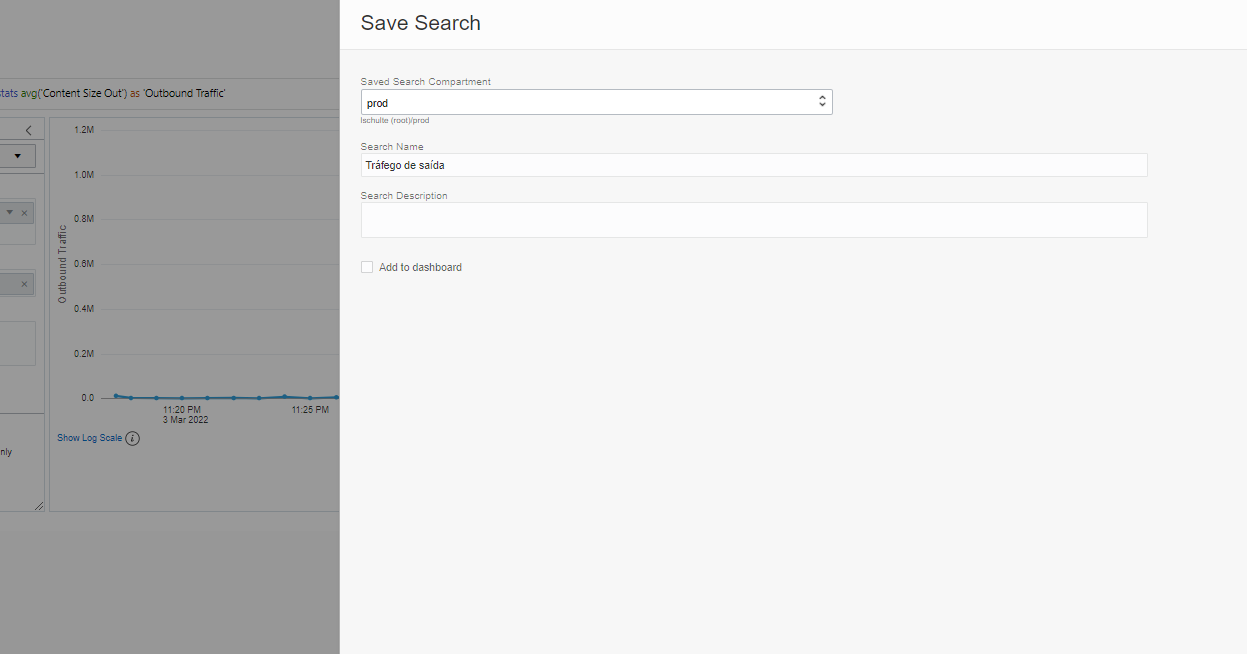 Save Search
stats avg('Content Size Out') as 'Outbound Traffic'
1.2M
1.0M
0.8M
0.6M
0.4M
0.2M
0.0
Outbound Traffic
11:20 PM
3 Mar 2022
11:25 PM
Show Log Scale i
nly
Saved Search Compartment
prod
lschulte (root)/prod
Search Name
Tráfego de saída
Search Description
Add to dashboard